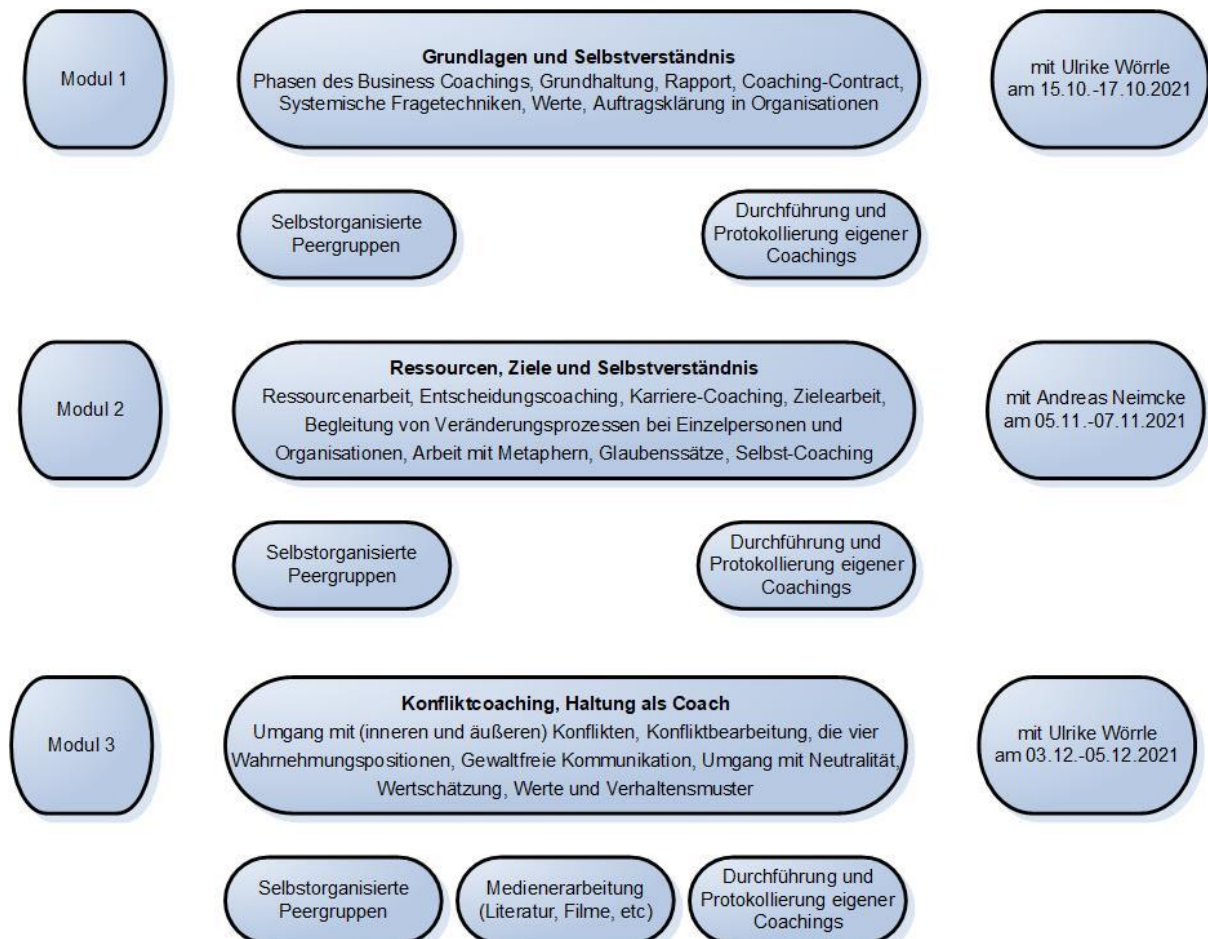 Modul 1
Grundlagen und Selbstverständnis
Phasen des Business Coachings, Grundhaltung, Rapport, Coaching-Contract,
Systemische Fragetechniken, Werte, Auftragsklärung in Organisationen
mit Ulrike Wörrle
am 15.10.-17.10.2021
Selbstorganisierte
Peergruppen
Durchführung und
Protokollierung eigener
Coachings
Modul 2
Ressourcen, Ziele und Selbstverständnis
Ressourcenarbeit, Entscheidungscoaching, Karriere-Coaching, Zielearbeit,
Begleitung von Veränderungsprozessen bei Einzelpersonen und
Organisationen, Arbeit mit Metaphern, Glaubenssätze, Selbst-Coaching
mit Andreas Neimcke
am 05.11.-07.11.2021
Selbstorganisierte
Peergruppen
Durchführung und
Protokollierung eigener
Coachings
Modul 3
Konfliktcoaching, Haltung als Coach
Umgang mit (inneren und äußeren) Konflikten, Konfliktbearbeitung, die vier
Wahrnehmungspositionen, Gewaltfreie Kommunikation, Umgang mit Neutralität,
Wertschätzung, Werte und Verhaltensmuster
mit Ulrike Wörrle
am 03.12.-05.12.2021
Selbstorganisierte
Peergruppen
Medienerarbeitung
(Literatur, Filme, etc)
Durchführung und
Protokollierung eigener
Coachings